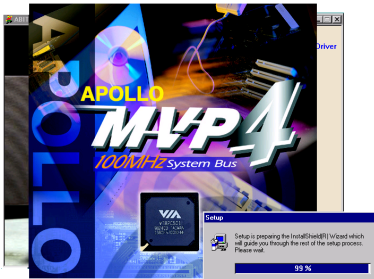 ABIT
Driver
APOLLO
APOLLO
MVP4
100MHz System Bus
VIA
Setup
Setup is preparing the InstallShield(R) Wizard which
will guide you through the rest of the setup process.
Please wait.
99 %